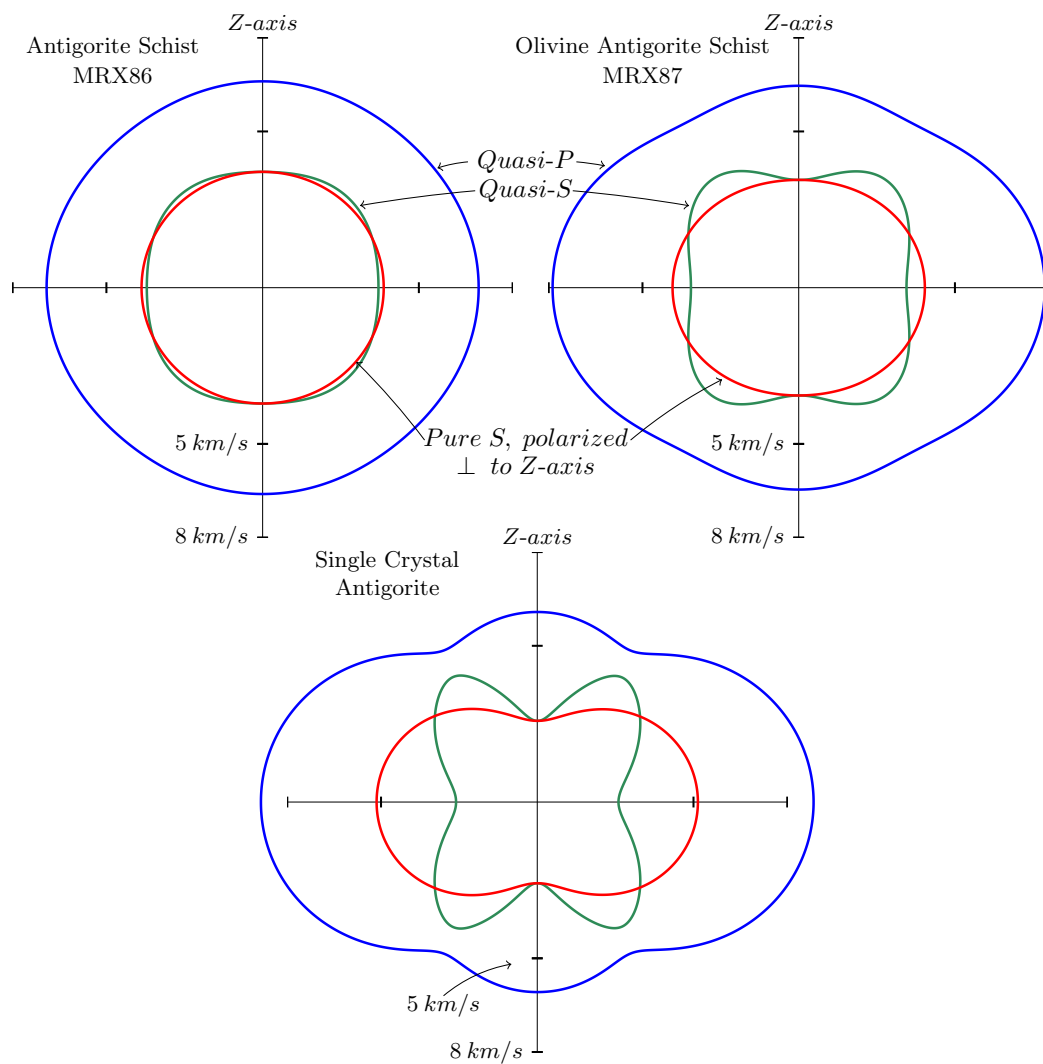 Z-axis
Antigorite Schist
MRX86
Z-axis
Olivine Antigorite Schist
MRX87
Quasi-P
Quasi-S
Pure S, polarized
⊥ to Z-axis
5 km/s
8 km/s
5 km/s
8 km/s
Z-axis
Single Crystal
Antigorite
5 km/s
8 km/s